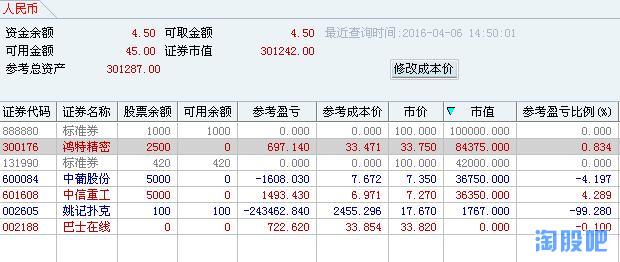 人民币
资金余额 4.50 可取金额 4.50 最近查询时间:2016-04-06 14:50:01
可用金额 45.00 证券市值 301242.00
参考总资产 301287.00
修改成本价
证券代码 证券名称 股票余额 可用余额 参考盈亏 参考成本价 市价 市值 参考盈亏比例(%)
888880 标准券 1000 1000 0.000 0.000 100.000 100000.000 0.000
300176 鸿特精密 2500 0 697.140 33.471 33.750 84375.000 0.834
131990 标准券 420 420 0.000 0.000 100.000 42000.000 0.000
600084 中葡股份 5000 0 -1608.030 7.672 7.350 36750.000 -4.197
601608 中信重工 5000 0 1493.430 6.971 7.270 36350.000 4.289
002605 姚记扑克 100 100 -243462.840 2455.296 17.670 1767.000 -99.280
002188 巴士在线 0 0 722.620 33.854 33.820 0.000 -0.100
淘股吧